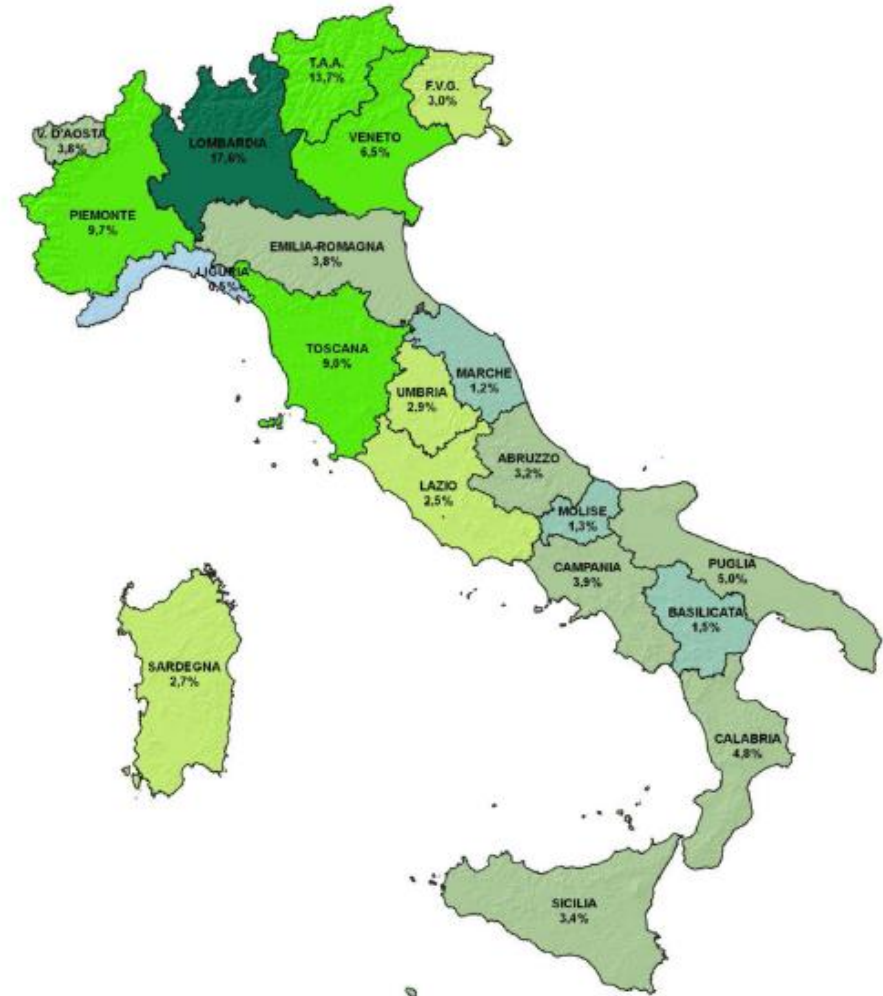 T.A.A.
13,7%
F.V.G.
3,0%
V. D'AOSTA
3,8%
LOMBARDIA
17,6%
VENETO
6,5%
PIEMONTE
9,7%
EMILIA-ROMAGNA
3,8%
LIGURIA
0,5%
TOSCANA
9,0%
MARCHE
1,2%
UMBRIA
2,9%
ABRUZZO
3,2%
LAZIO
2,5%
MOLISE
1,3%
CAMPANIA
3,9%
PUGLIA
5,0%
BASILICATA
1,5%
SARDEGNA
2,7%
CALABRIA
4,8%
SICILIA
3,4%